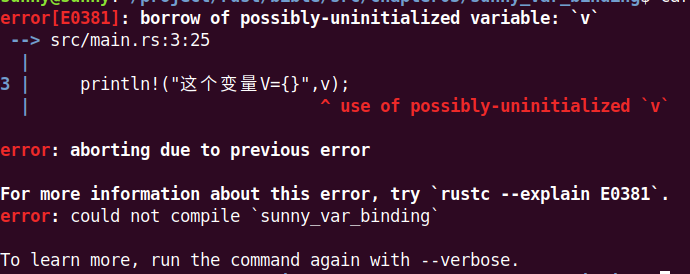 error[E0381]: borrow of possibly-uninitialized variable: `v`
 --> src/main.rs:3:25
  |
3 |     println!("这个变量V={}",v);
  |                         ^ use of possibly-uninitialized `v`

error: aborting due to previous error

For more information about this error, try `rustc --explain E0381`.
error: could not compile `sunny_var_binding`

To learn more, run the command again with --verbose.